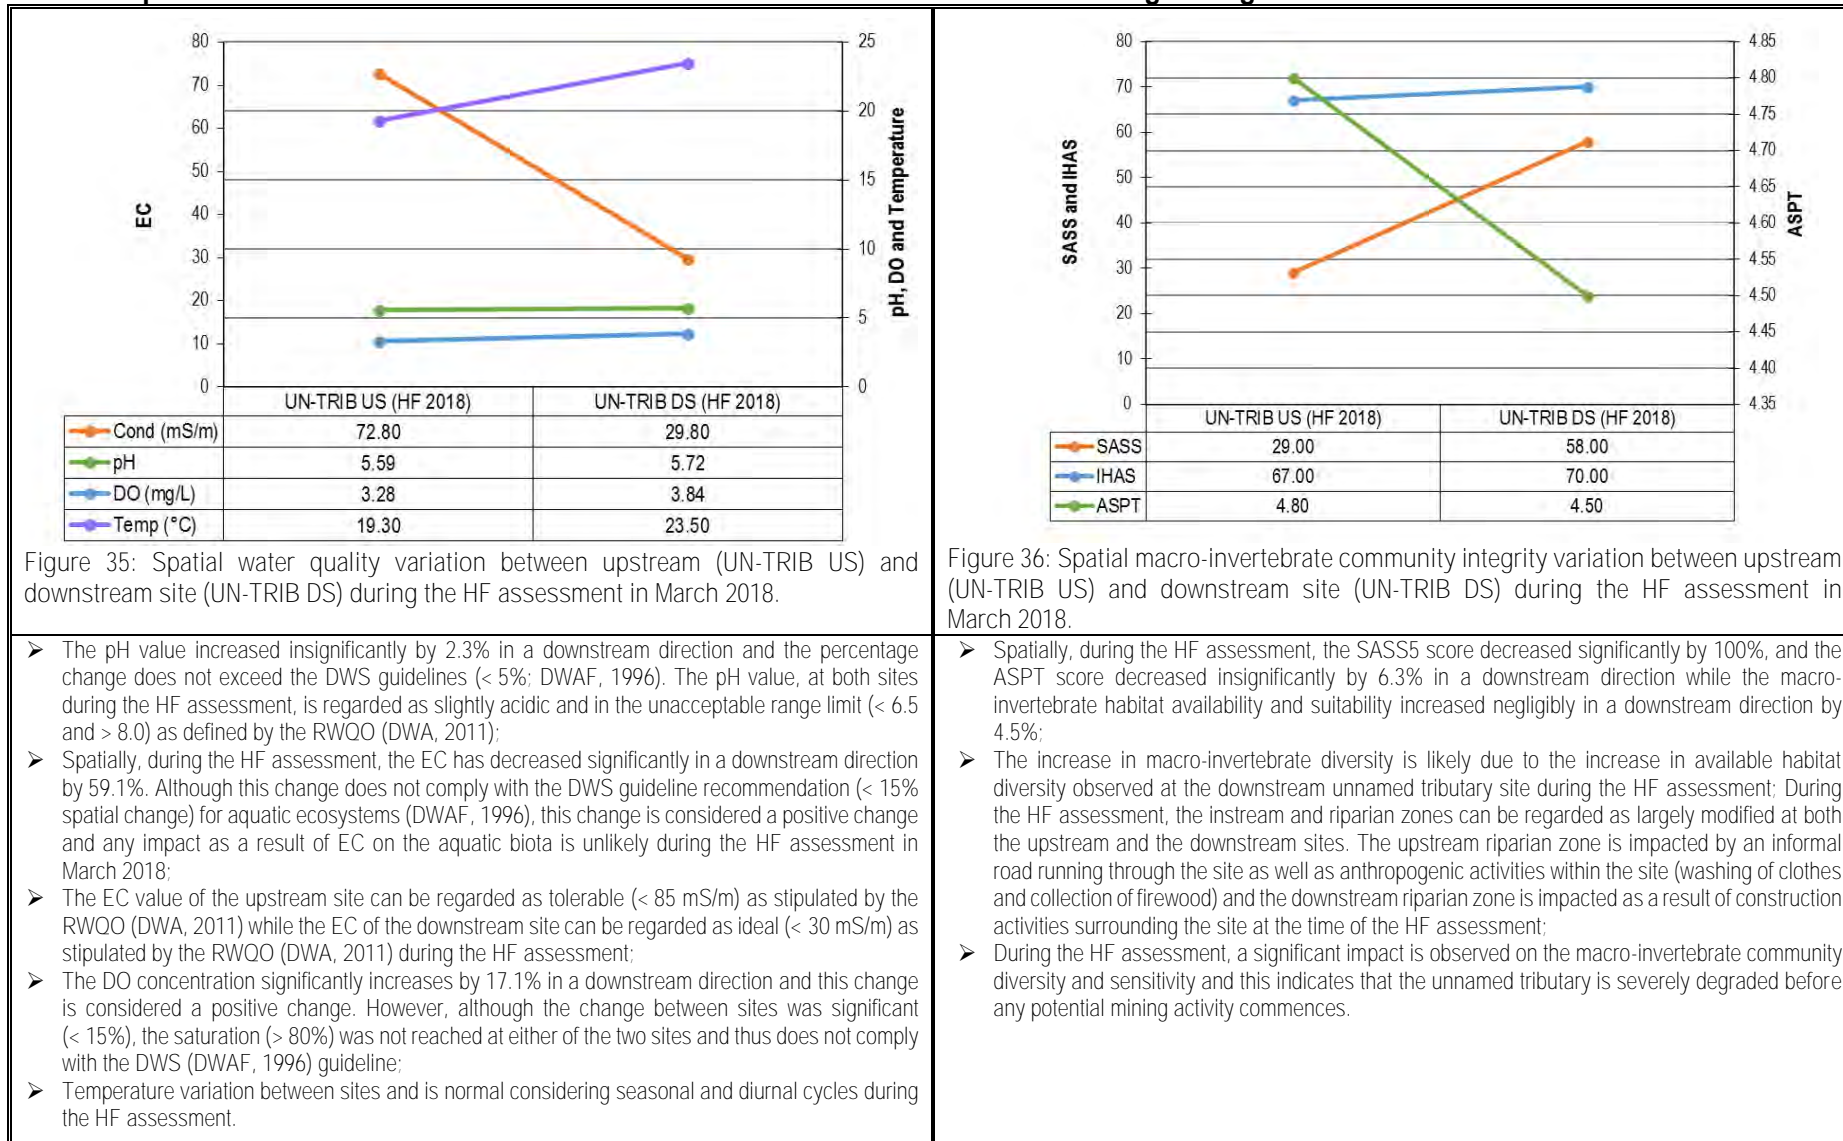 80
70
60
50
40
30
20
10
0
EC
25
20
15
10
5
0
pH, DO and Temperature
UN-TRIB US (HF 2018) UN-TRIB DS (HF 2018)
Cond (mS/m) 72.80 29.80
pH 5.59 5.72
DO (mg/L) 3.28 3.84
Temp (°C) 19.30 23.50
Figure 35: Spatial water quality variation between upstream (UN-TRIB US) and
downstream site (UN-TRIB DS) during the HF assessment in March 2018.
80
70
60
50
40
30
20
10
0
SASS and IHAS
4.85
4.80
4.75
4.70
4.65
4.60
4.55
4.50
4.45
4.40
4.35
ASPT
UN-TRIB US (HF 2018) UN-TRIB DS (HF 2018)
SASS 29.00 58.00
IHAS 67.00 70.00
ASPT 4.80 4.50
Figure 36: Spatial macro-invertebrate community integrity variation between upstream
(UN-TRIB US) and downstream site (UN-TRIB DS) during the HF assessment in
March 2018.
➤ The pH value increased insignificantly by 2.3% in a downstream direction and the percentage
change does not exceed the DWS guidelines (< 5%; DWAF, 1996). The pH value, at both sites
during the HF assessment, is regarded as slightly acidic and in the unacceptable range limit (< 6.5
and > 8.0) as defined by the RWQO (DWA, 2011);
➤ Spatially, during the HF assessment, the EC has decreased significantly in a downstream direction
by 59.1%. Although this change does not comply with the DWS guideline recommendation (< 15%
spatial change) for aquatic ecosystems (DWAF, 1996), this change is considered a positive change
and any impact as a result of EC on the aquatic biota is unlikely during the HF assessment in
March 2018;
➤ The EC value of the upstream site can be regarded as tolerable (< 85 mS/m) as stipulated by the
RWQO (DWA, 2011) while the EC of the downstream site can be regarded as ideal (< 30 mS/m) as
stipulated by the RWQO (DWA, 2011) during the HF assessment;
➤ The DO concentration significantly increases by 17.1% in a downstream direction and this change
is considered a positive change. However, although the change between sites was significant
(< 15%), the saturation (> 80%) was not reached at either of the two sites and thus does not comply
with the DWS (DWAF, 1996) guideline;
➤ Temperature variation between sites and is normal considering seasonal and diurnal cycles during
the HF assessment.
➤ Spatially, during the HF assessment, the SASS5 score decreased significantly by 100%, and the
ASPT score decreased insignificantly by 6.3% in a downstream direction while the macro-
invertebrate habitat availability and suitability increased negligibly in a downstream direction by
4.5%;
➤ The increase in macro-invertebrate diversity is likely due to the increase in available habitat
diversity observed at the downstream unnamed tributary site during the HF assessment; During
the HF assessment, the instream and riparian zones can be regarded as largely modified at both
the upstream and the downstream sites. The upstream riparian zone is impacted by an informal
road running through the site as well as anthropogenic activities within the site (washing of clothes
and collection of firewood) and the downstream riparian zone is impacted as a result of construction
activities surrounding the site at the time of the HF assessment;
➤ During the HF assessment, a significant impact is observed on the macro-invertebrate community
diversity and sensitivity and this indicates that the unnamed tributary is severely degraded before
any potential mining activity commences.